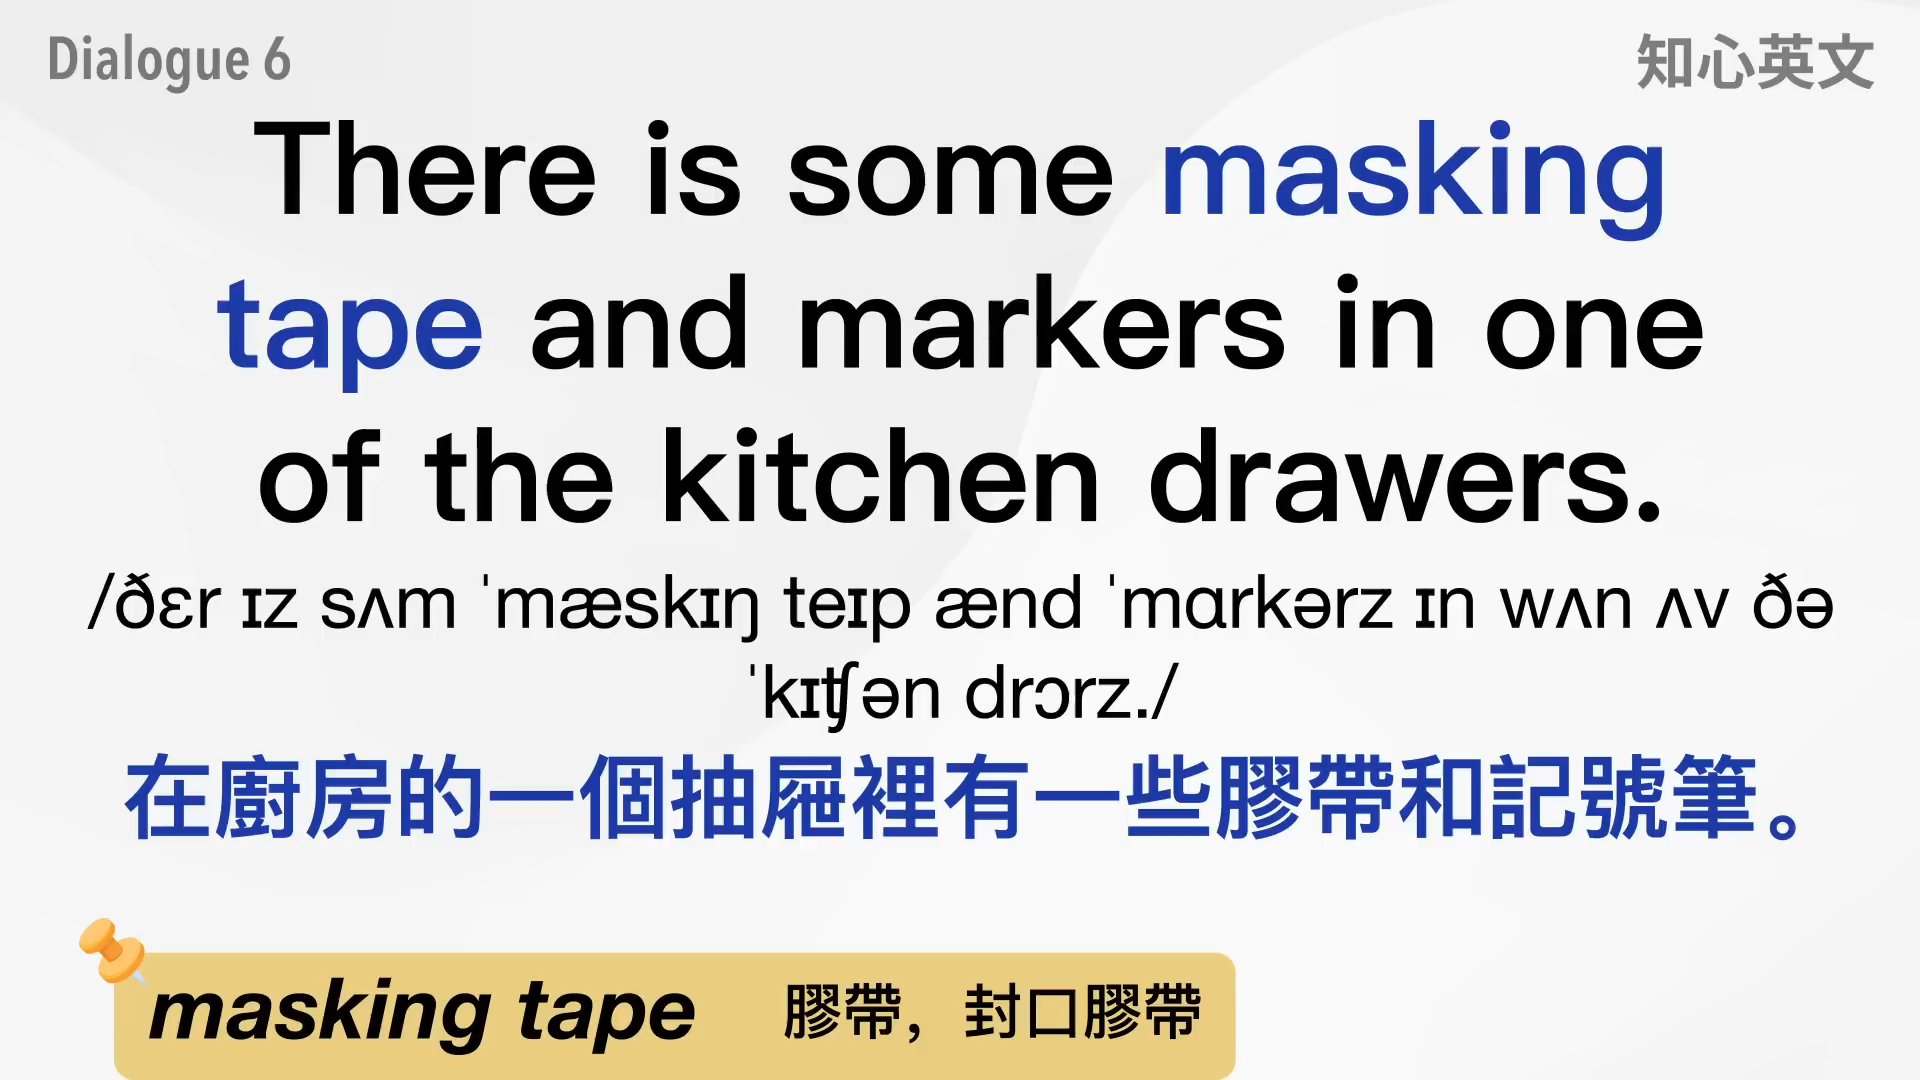 Dialogue 6
知心英文
There is some masking
tape and markers in one
of the kitchen drawers.
/ðɛr ɪz sʌm ˈmæskɪŋ teɪp ænd ˈmɑrkərz ɪn wʌn ʌv ðə
ˈkɪʧən drɔrz./
在廚房的一個抽屜裡有一些膠帶和記號筆。
masking tape 膠帶，封口膠帶